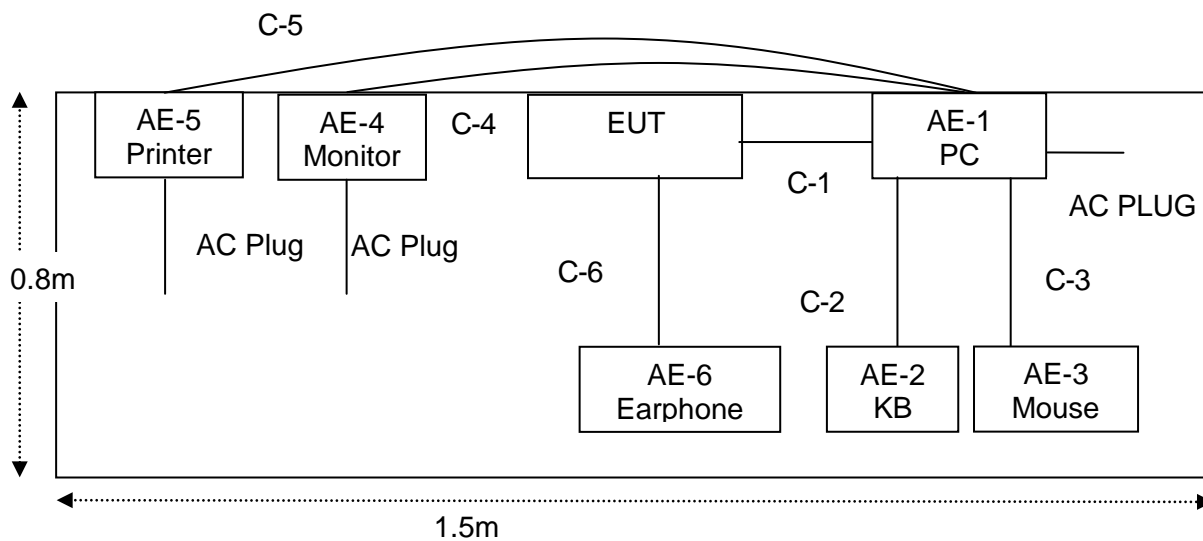 C-5
AE-5
Printer
AE-4
Monitor
C-4
EUT
AE-1
PC
C-1
AC PLUG
AC Plug
AC Plug
0.8m
C-6
C-2
C-3
AE-6
Earphone
AE-2
KB
AE-3
Mouse
1.5m